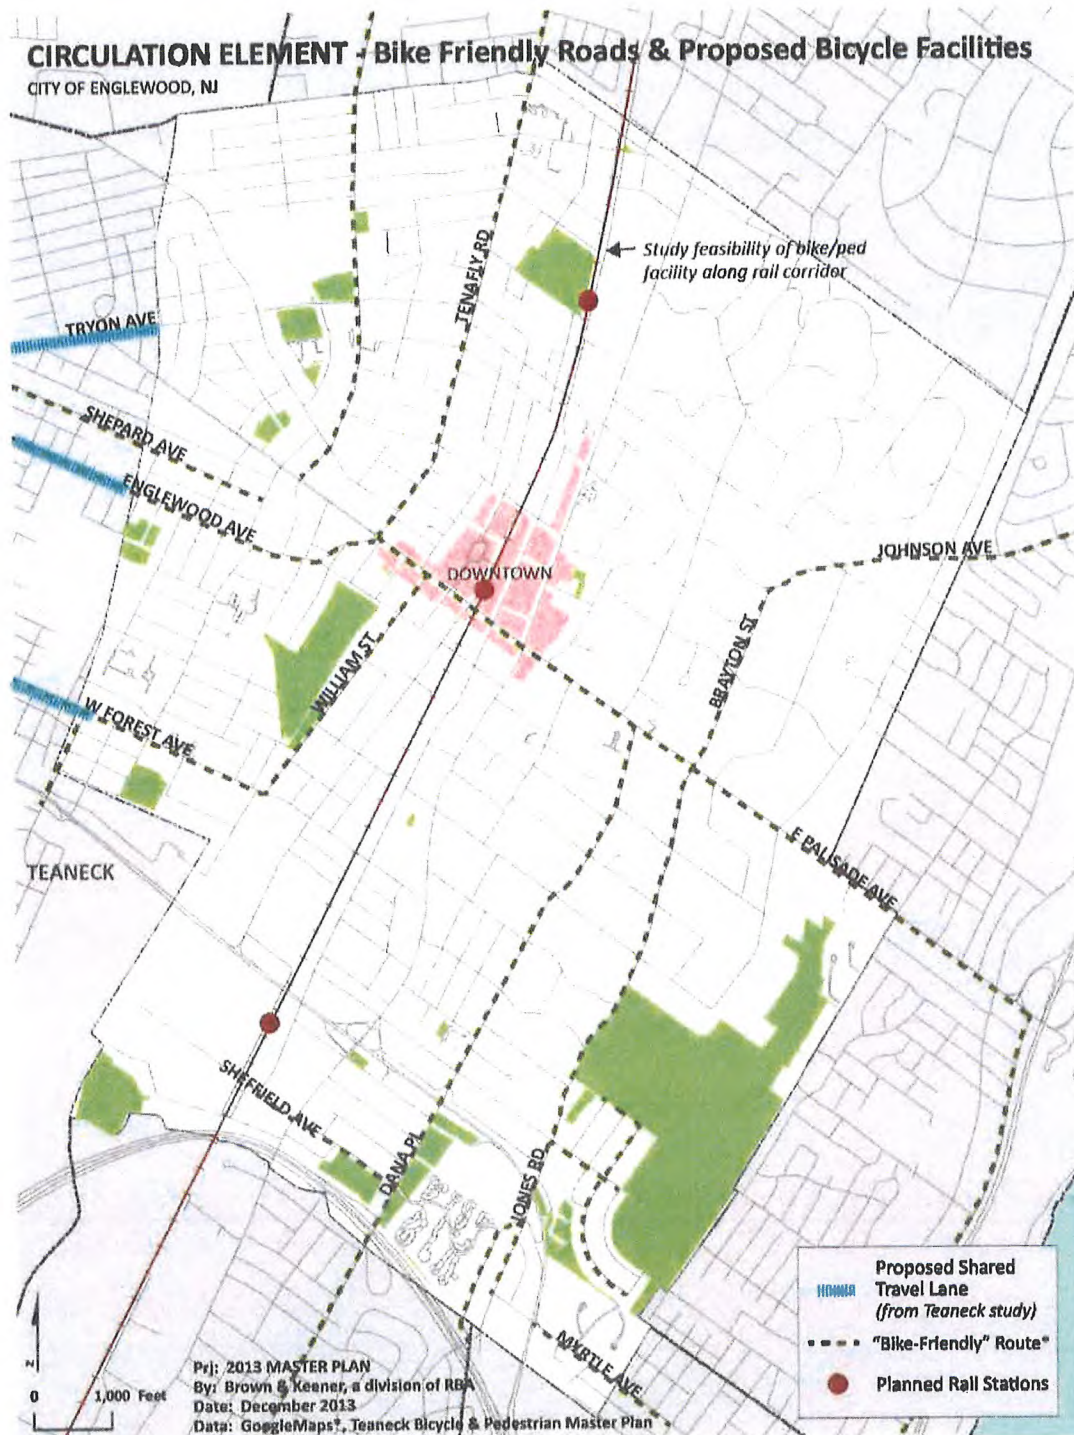 CIRCULATION ELEMENT - Bike Friendly Roads & Proposed Bicycle Facilities
CITY OF ENGLEWOOD, NJ
Study feasibility of bike/ped
facility along rail corridor
TENAFLY RD
TRYON AVE
SHEPARD AVE
ENGLEWOOD AVE
JOHNSON AVE
DOWNTOWN
WILLIAM ST
BRAYTON ST
W FOREST AVE
E PALISADE AVE
TEANECK
SHEFFIELD AVE
DANA PL
JONES RD
MYRTLE AVE
Proposed Shared
Travel Lane
(from Teaneck study)
"Bike-Friendly" Route*
Planned Rail Stations
N
0 1,000 Feet
Prj: 2013 MASTER PLAN
By: Brown & Keener, a division of RBA
Date: December 2013
Data: GoogleMaps*, Teaneck Bicycle & Pedestrian Master Plan